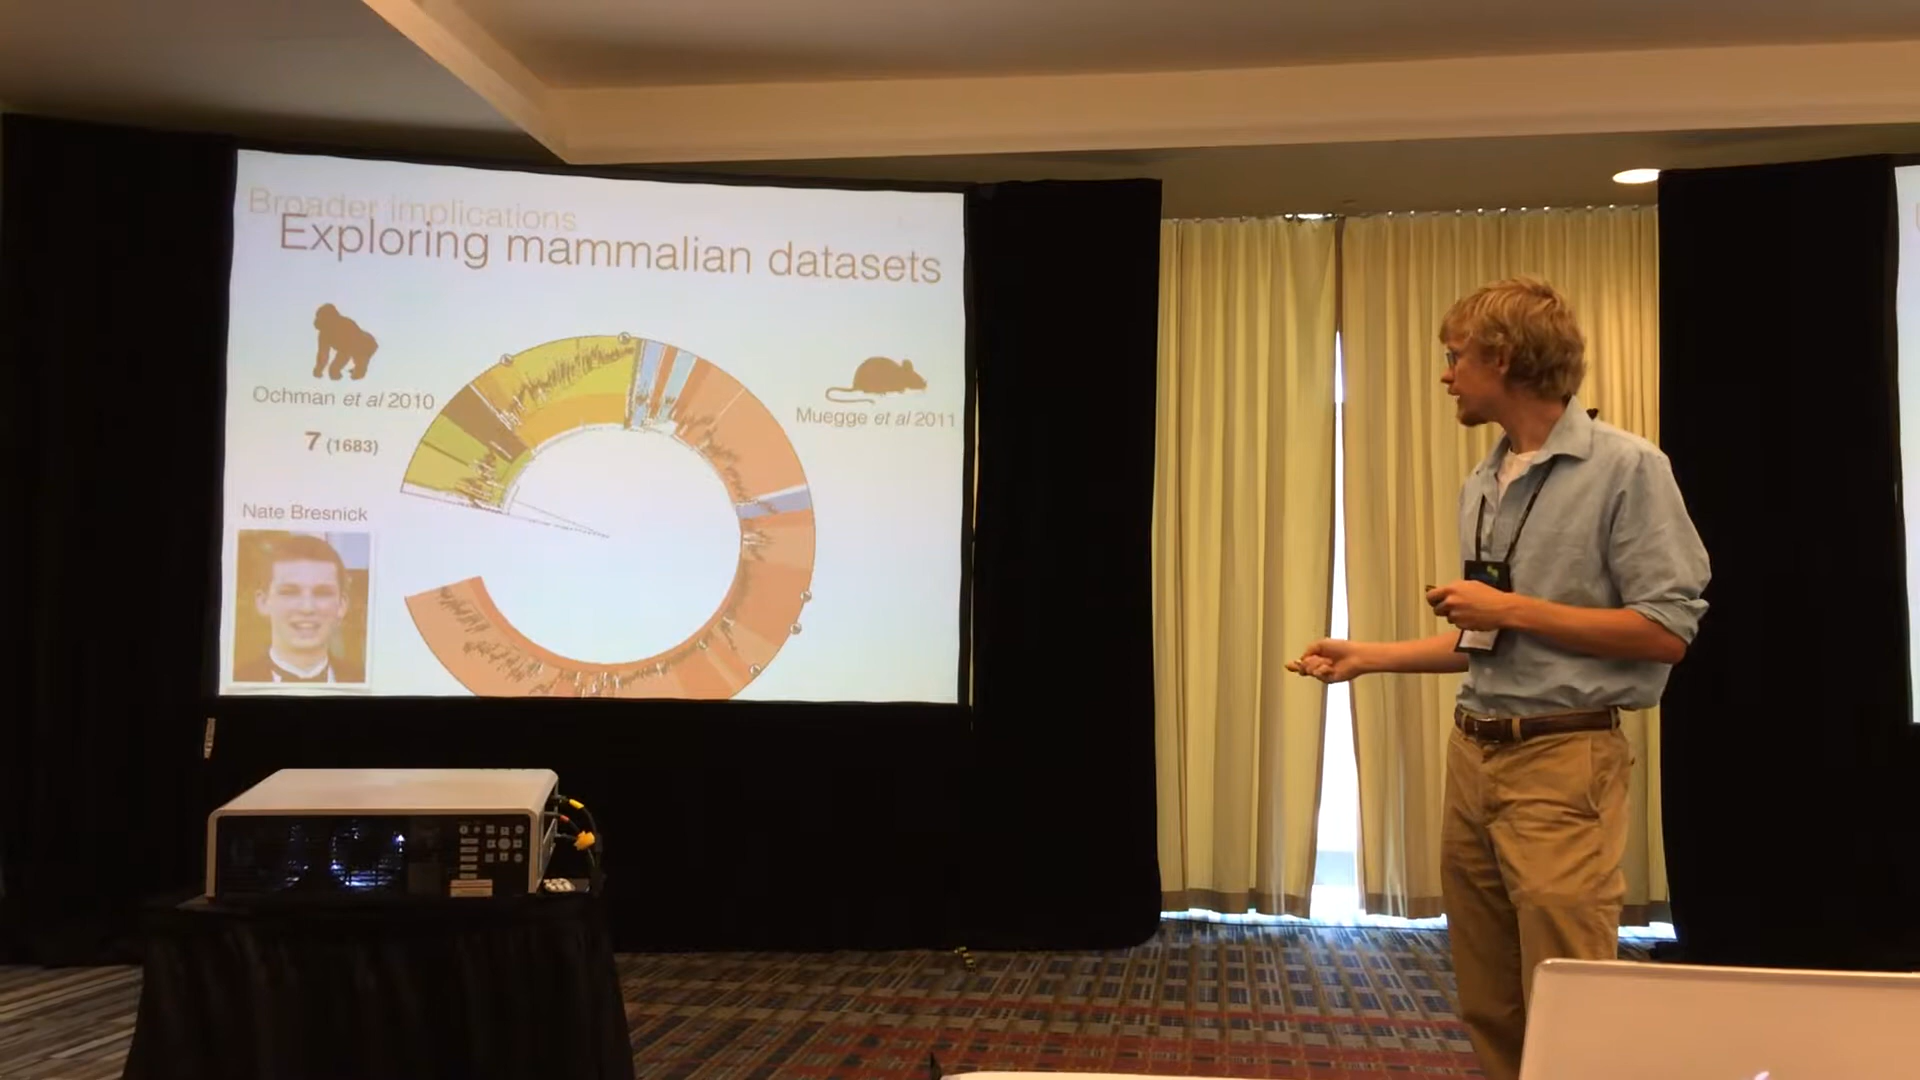 Broader implications
Exploring mammalian datasets
Ochman et al 2010
7 (1683)
Muegge et al 2011
Nate Bresnick